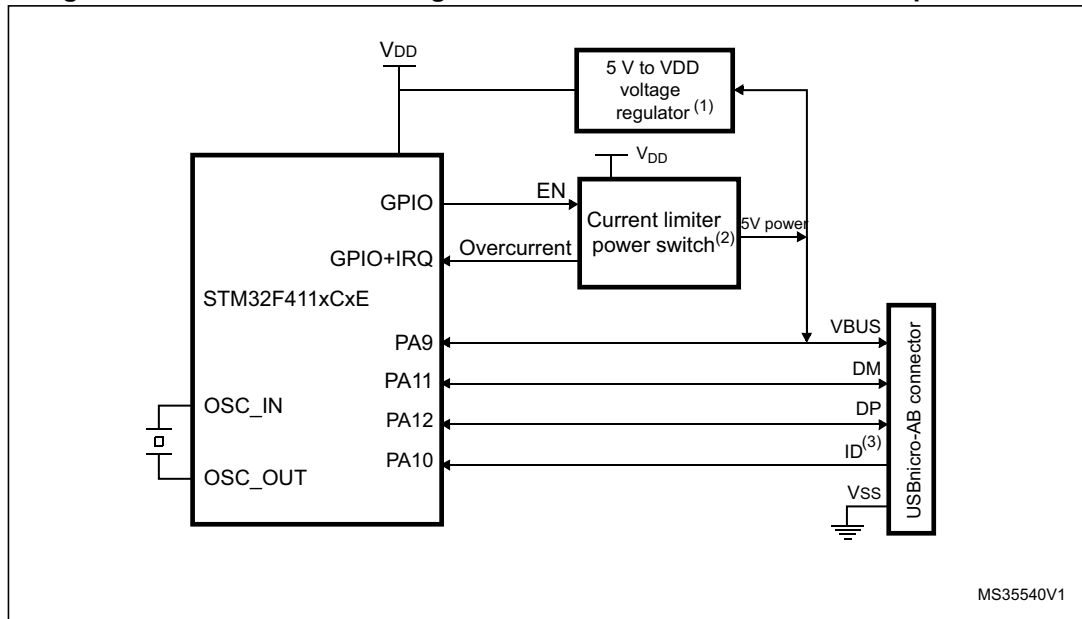 VDD
5 V to VDD
voltage
regulator (1)
VDD
GPIO
EN
Current limiter
power switch(2)
5V power
GPIO+IRQ
Overcurrent
STM32F411xCxE
PA9
VBUS
PA11
DM
OSC_IN
PA12
DP
PA10
ID(3)
OSC_OUT
VSS
USBnicro-AB connector
MS35540V1